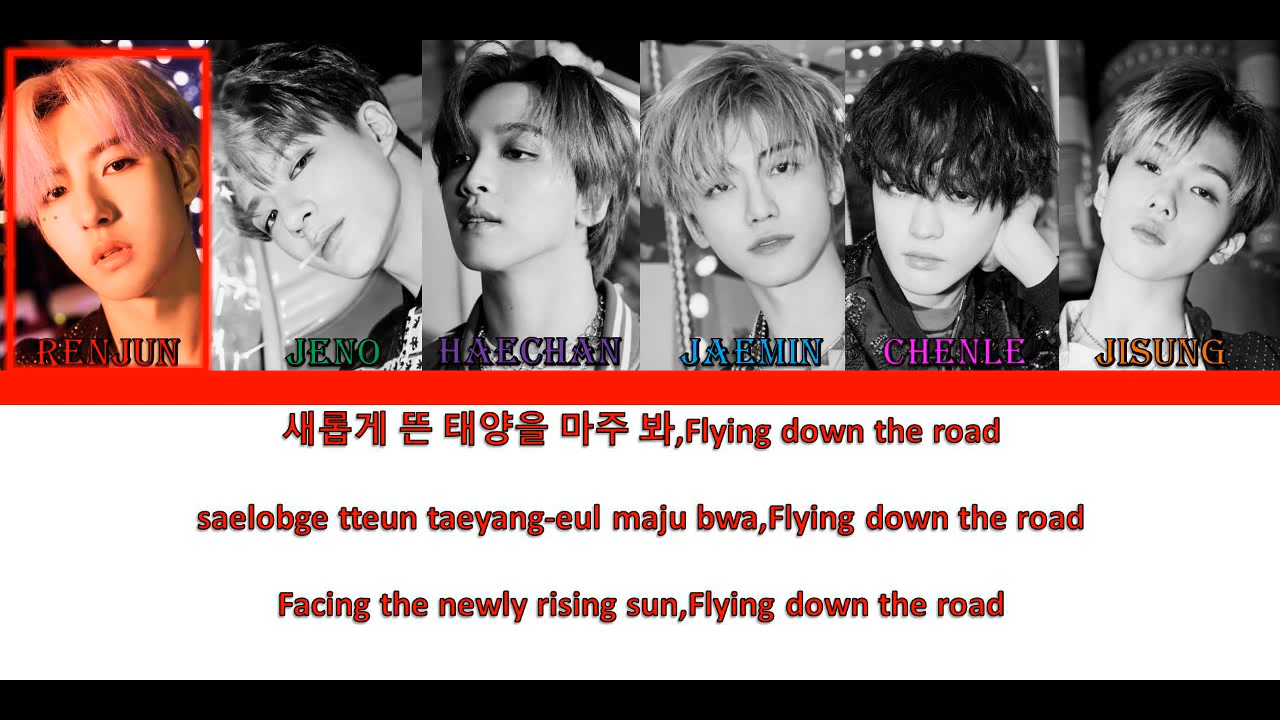 RENJUN
JENO
HAECHAN
JAEMIN
CHENLE
JISUNG
새롭게 뜬 태양을 마주 봐,Flying down the road
saelobge tteun taeyang-eul maju bwa,Flying down the road
Facing the newly rising sun,Flying down the road